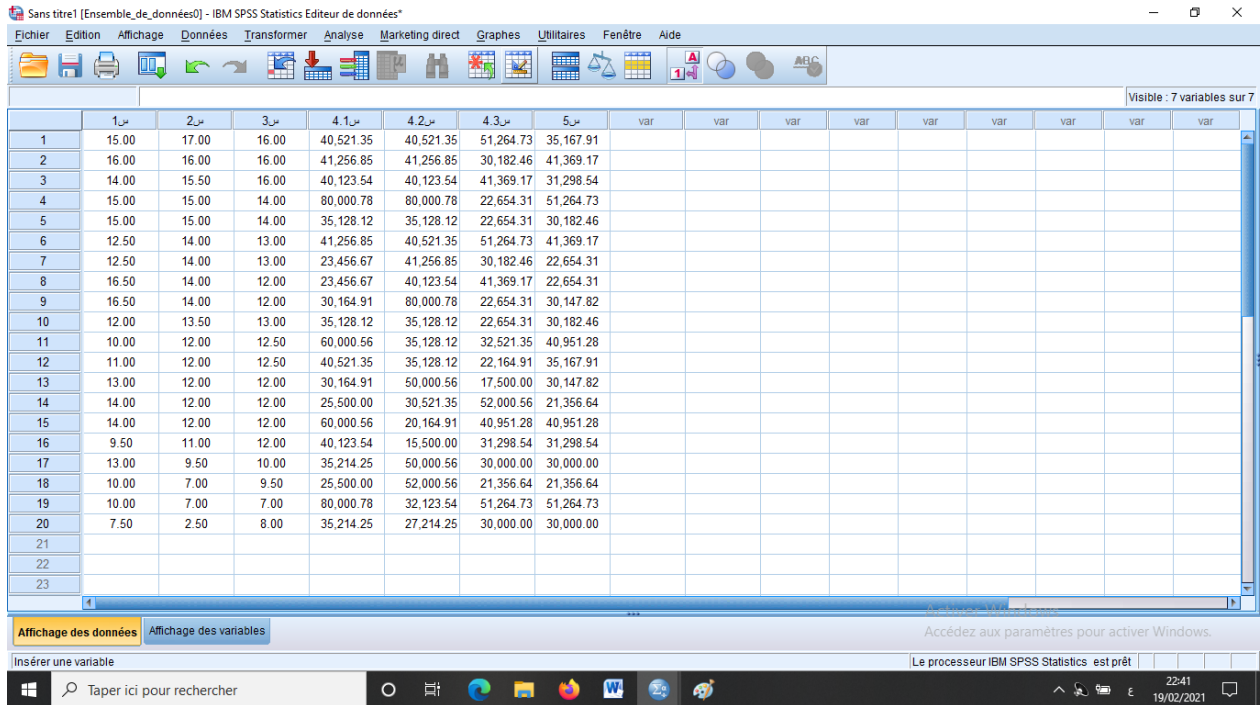 Sans titre1 [Ensemble_de_données0] - IBM SPSS Statistics Editeur de données*
Fichier Edition Affichage Données Transformer Analyse Marketing direct Graphes Utilitaires Fenêtre Aide
Visible : 7 variables sur 7
س1 س2 س3 س4.1 س4.2 س4.3 س5 var var var var var var var var var
1 15.00 17.00 16.00 40,521.35 40,521.35 51,264.73 35,167.91
2 16.00 16.00 16.00 41,256.85 41,256.85 30,182.46 41,369.17
3 14.00 15.50 16.00 40,123.54 40,123.54 41,369.17 31,298.54
4 15.00 15.00 14.00 80,000.78 80,000.78 22,654.31 51,264.73
5 15.00 15.00 14.00 35,128.12 35,128.12 22,654.31 30,182.46
6 12.50 14.00 13.00 41,256.85 40,521.35 51,264.73 41,369.17
7 12.50 14.00 13.00 23,456.67 41,256.85 30,182.46 22,654.31
8 16.50 14.00 12.00 23,456.67 40,123.54 41,369.17 22,654.31
9 16.50 14.00 12.00 30,164.91 80,000.78 22,654.31 30,147.82
10 12.00 13.50 13.00 35,128.12 35,128.12 22,654.31 30,182.46
11 10.00 12.00 12.50 60,000.56 35,128.12 32,521.35 40,951.28
12 11.00 12.00 12.50 40,521.35 35,128.12 22,164.91 35,167.91
13 13.00 12.00 12.00 30,164.91 50,000.56 17,500.00 30,147.82
14 14.00 12.00 12.00 25,500.00 30,521.35 52,000.56 21,356.64
15 14.00 12.00 12.00 60,000.56 20,164.91 40,951.28 40,951.28
16 9.50 11.00 12.00 40,123.54 15,500.00 31,298.54 31,298.54
17 13.00 9.50 10.00 35,214.25 50,000.56 30,000.00 30,000.00
18 10.00 7.00 9.50 25,500.00 52,000.56 21,356.64 21,356.64
19 10.00 7.00 7.00 80,000.78 32,123.54 51,264.73 51,264.73
20 7.50 2.50 8.00 35,214.25 27,214.25 30,000.00 30,000.00
21
22
23
Activer Windows
Affichage des données Affichage des variables
Accédez aux paramètres pour activer Windows.
Insérer une variable
Le processeur IBM SPSS Statistics est prêt
Taper ici pour rechercher
ع
22:41
19/02/2021